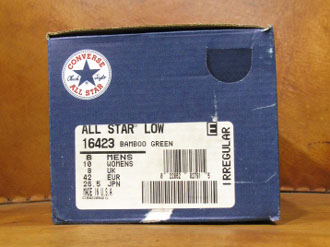 CONVERSE
Chuck Taylor
ALL STAR
ALL STAR® LOW
16423 BAMBOO GREEN
8 MENS
10 WOMENS
8 UK
42 EUR
26.5 JPN
MADE IN U.S.A
IRREGULAR